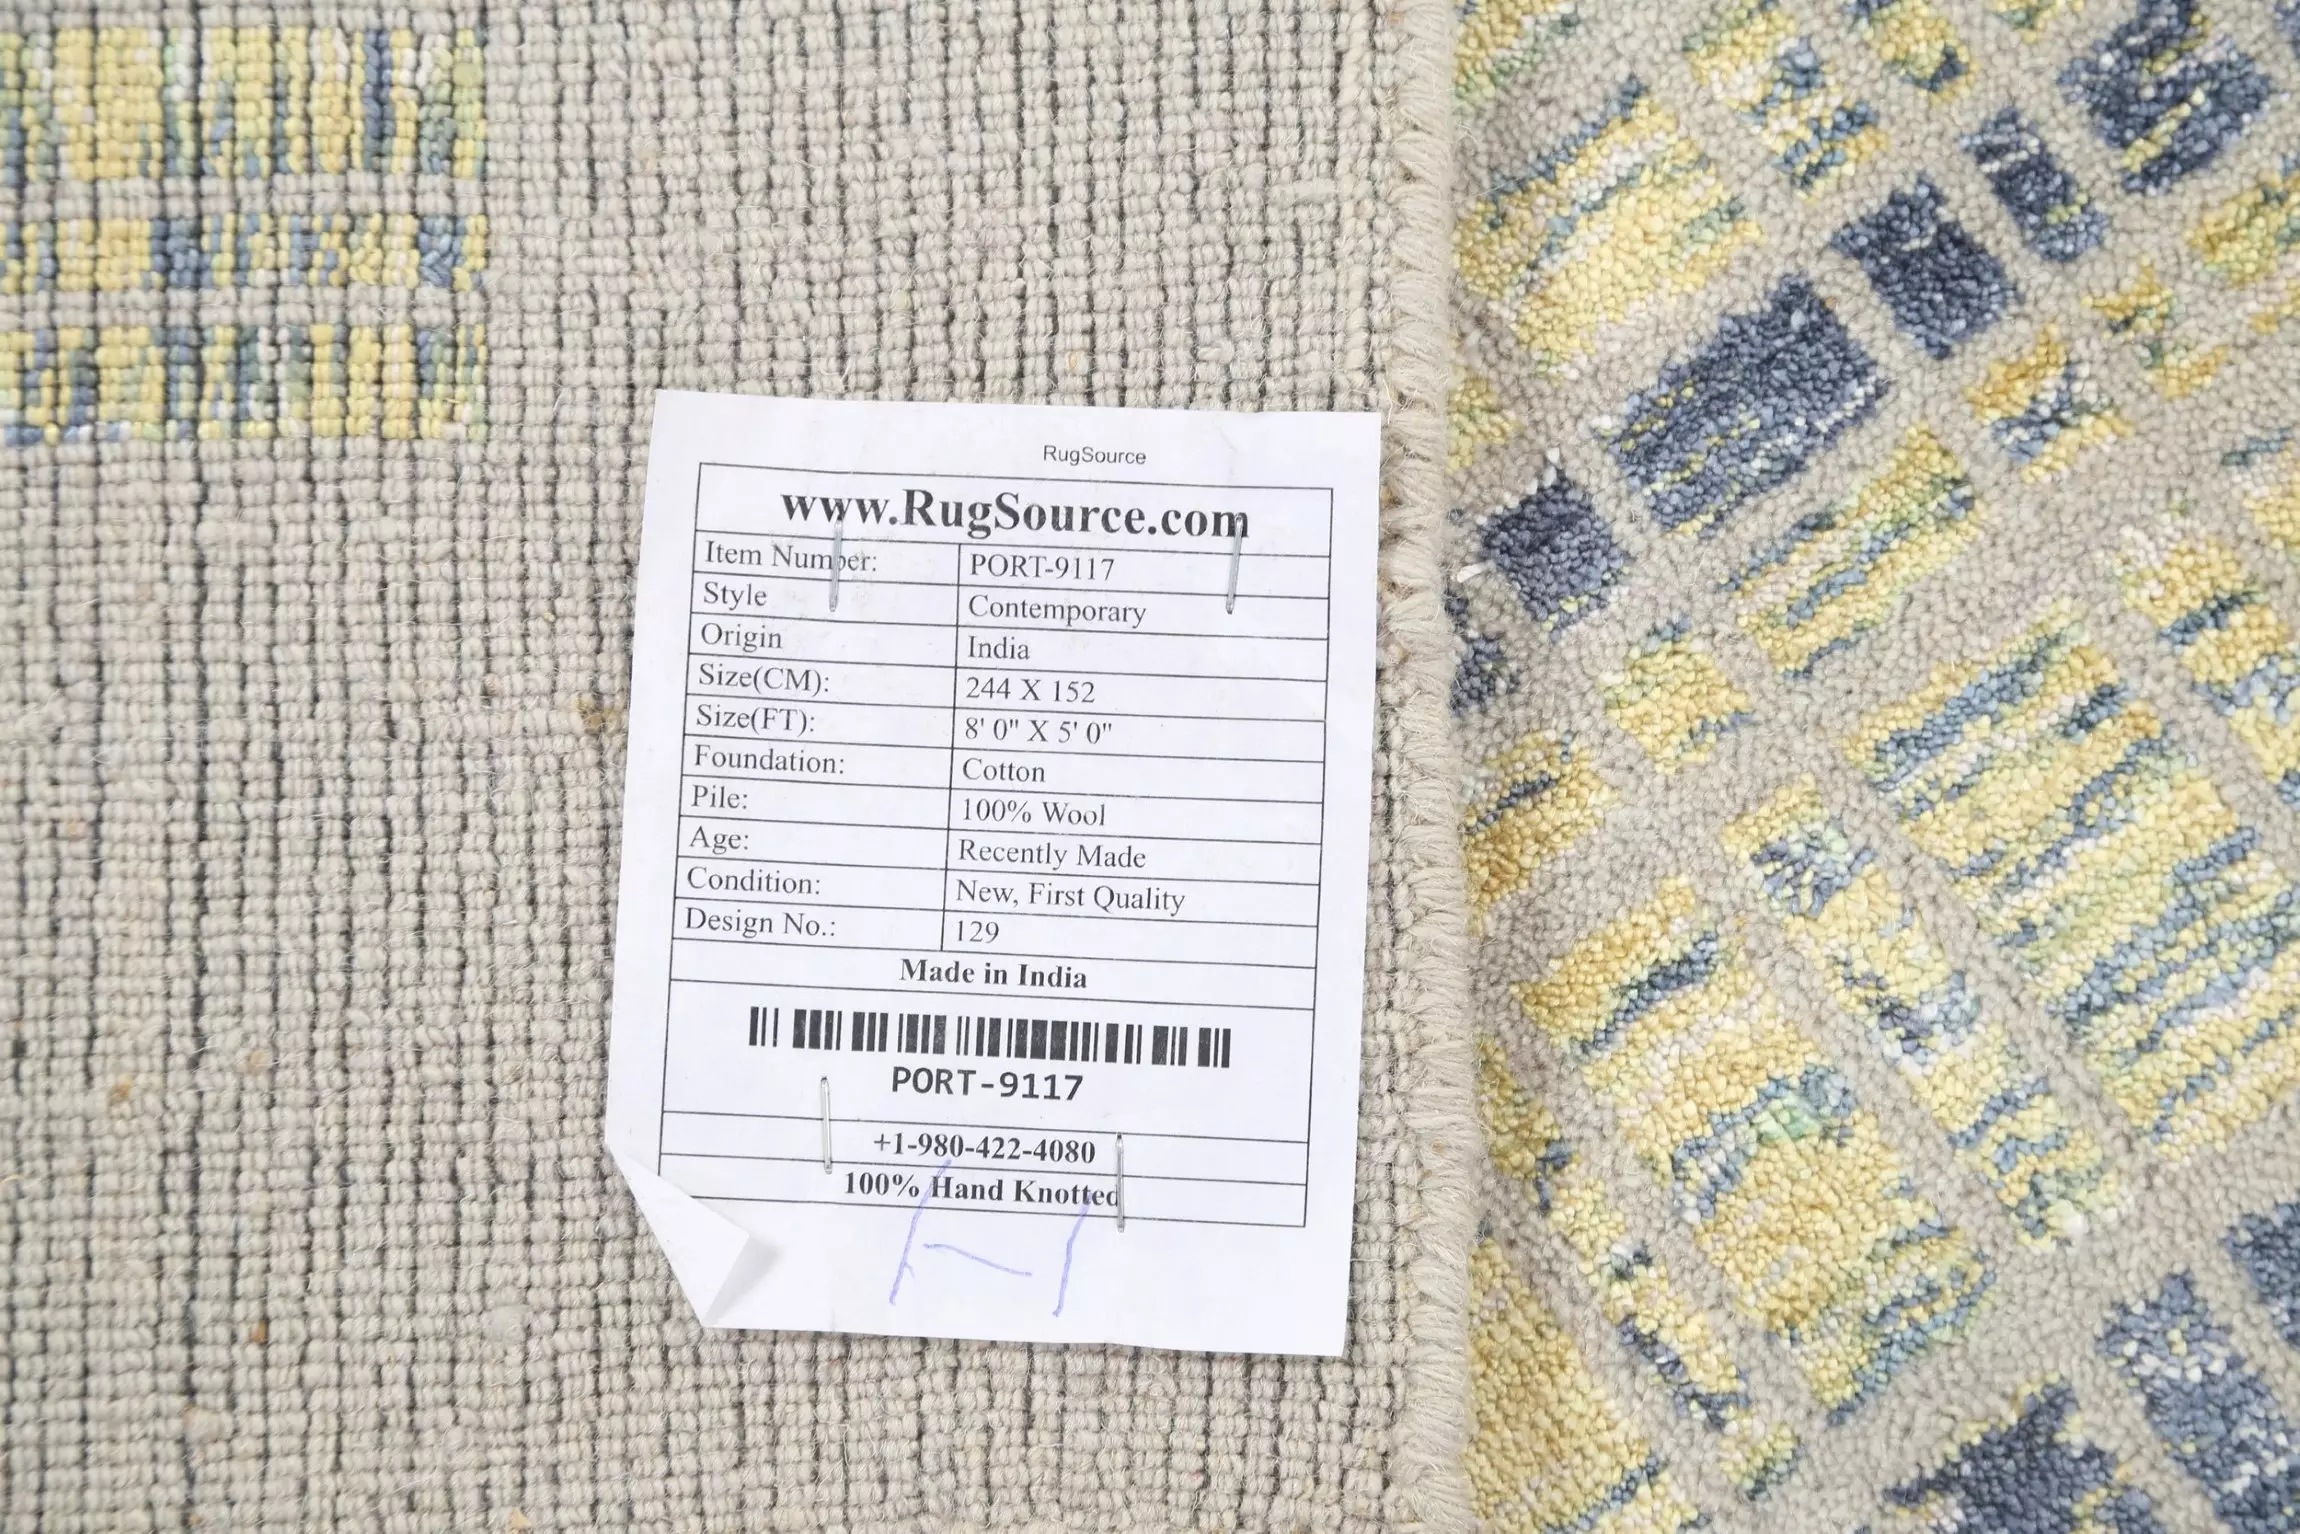 RugSource
www.RugSource.com
Item Number: PORT-9117
Style Contemporary
Origin India
Size(CM): 244 X 152
Size(FT): 8' 0" X 5' 0"
Foundation: Cotton
Pile: 100% Wool
Age: Recently Made
Condition: New, First Quality
Design No.: 129
Made in India
PORT-9117
+1-980-422-4080
100% Hand Knotted
H